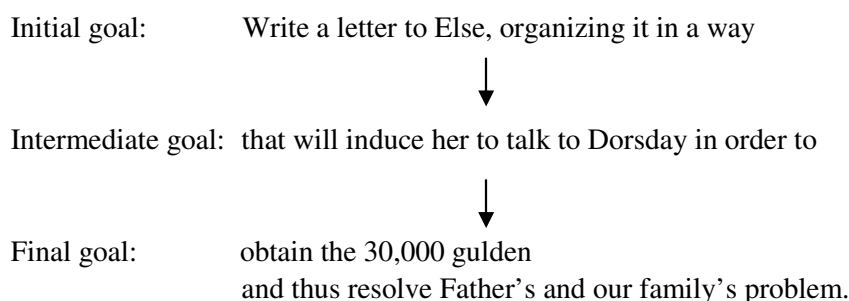 Initial goal: Write a letter to Else, organizing it in a way
Intermediate goal: that will induce her to talk to Dorsday in order to
Final goal: obtain the 30,000 gulden
and thus resolve Father's and our family's problem.